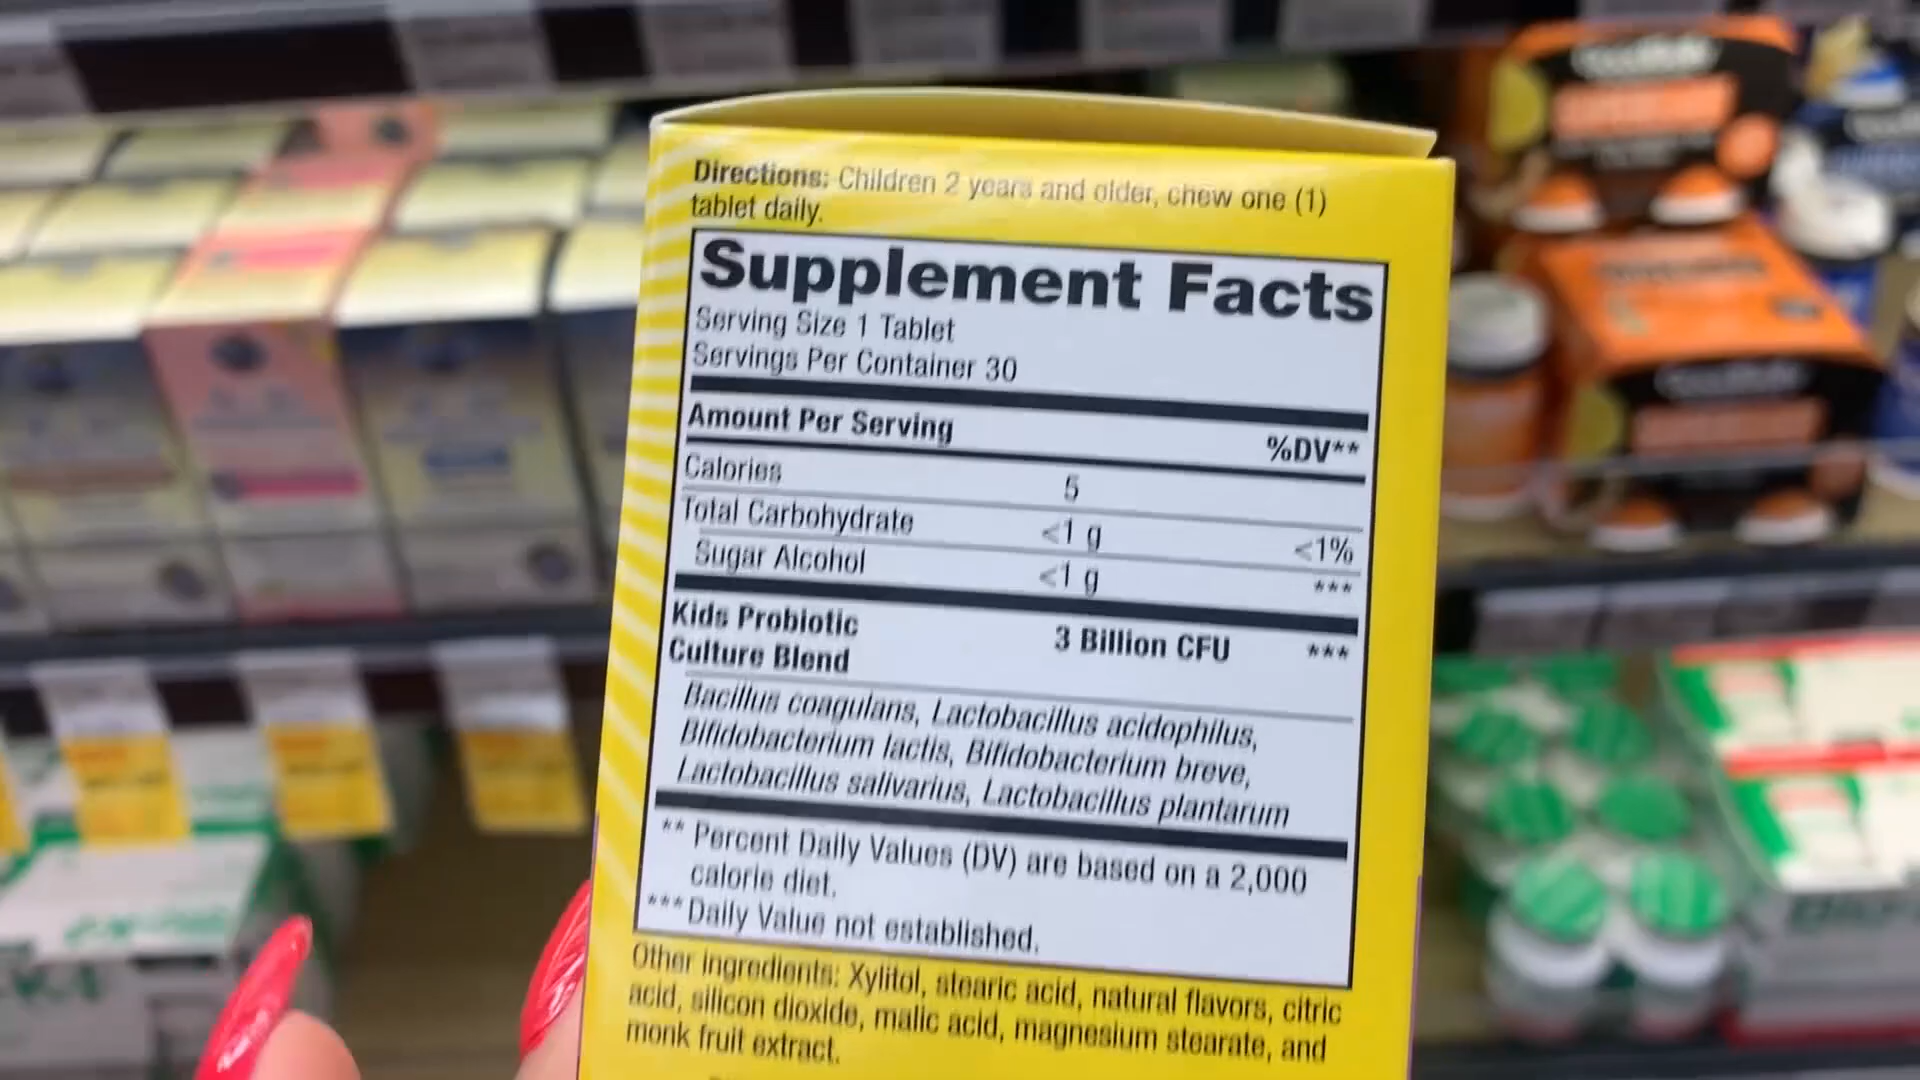 Directions: Children 2 years and older, chew one (1)
tablet daily.
Supplement Facts
Serving Size 1 Tablet
Servings Per Container 30
Amount Per Serving %DV**
Calories 5
Total Carbohydrate <1 g <1%
Sugar Alcohol <1 g ***
Kids Probiotic
Culture Blend 3 Billion CFU ***
Bacillus coagulans, Lactobacillus acidophilus,
Bifidobacterium lactis, Bifidobacterium breve,
Lactobacillus salivarius, Lactobacillus plantarum
** Percent Daily Values (DV) are based on a 2,000
calorie diet.
*** Daily Value not established.
Other ingredients: Xylitol, stearic acid, natural flavors, citric
acid, silicon dioxide, malic acid, magnesium stearate, and
monk fruit extract.